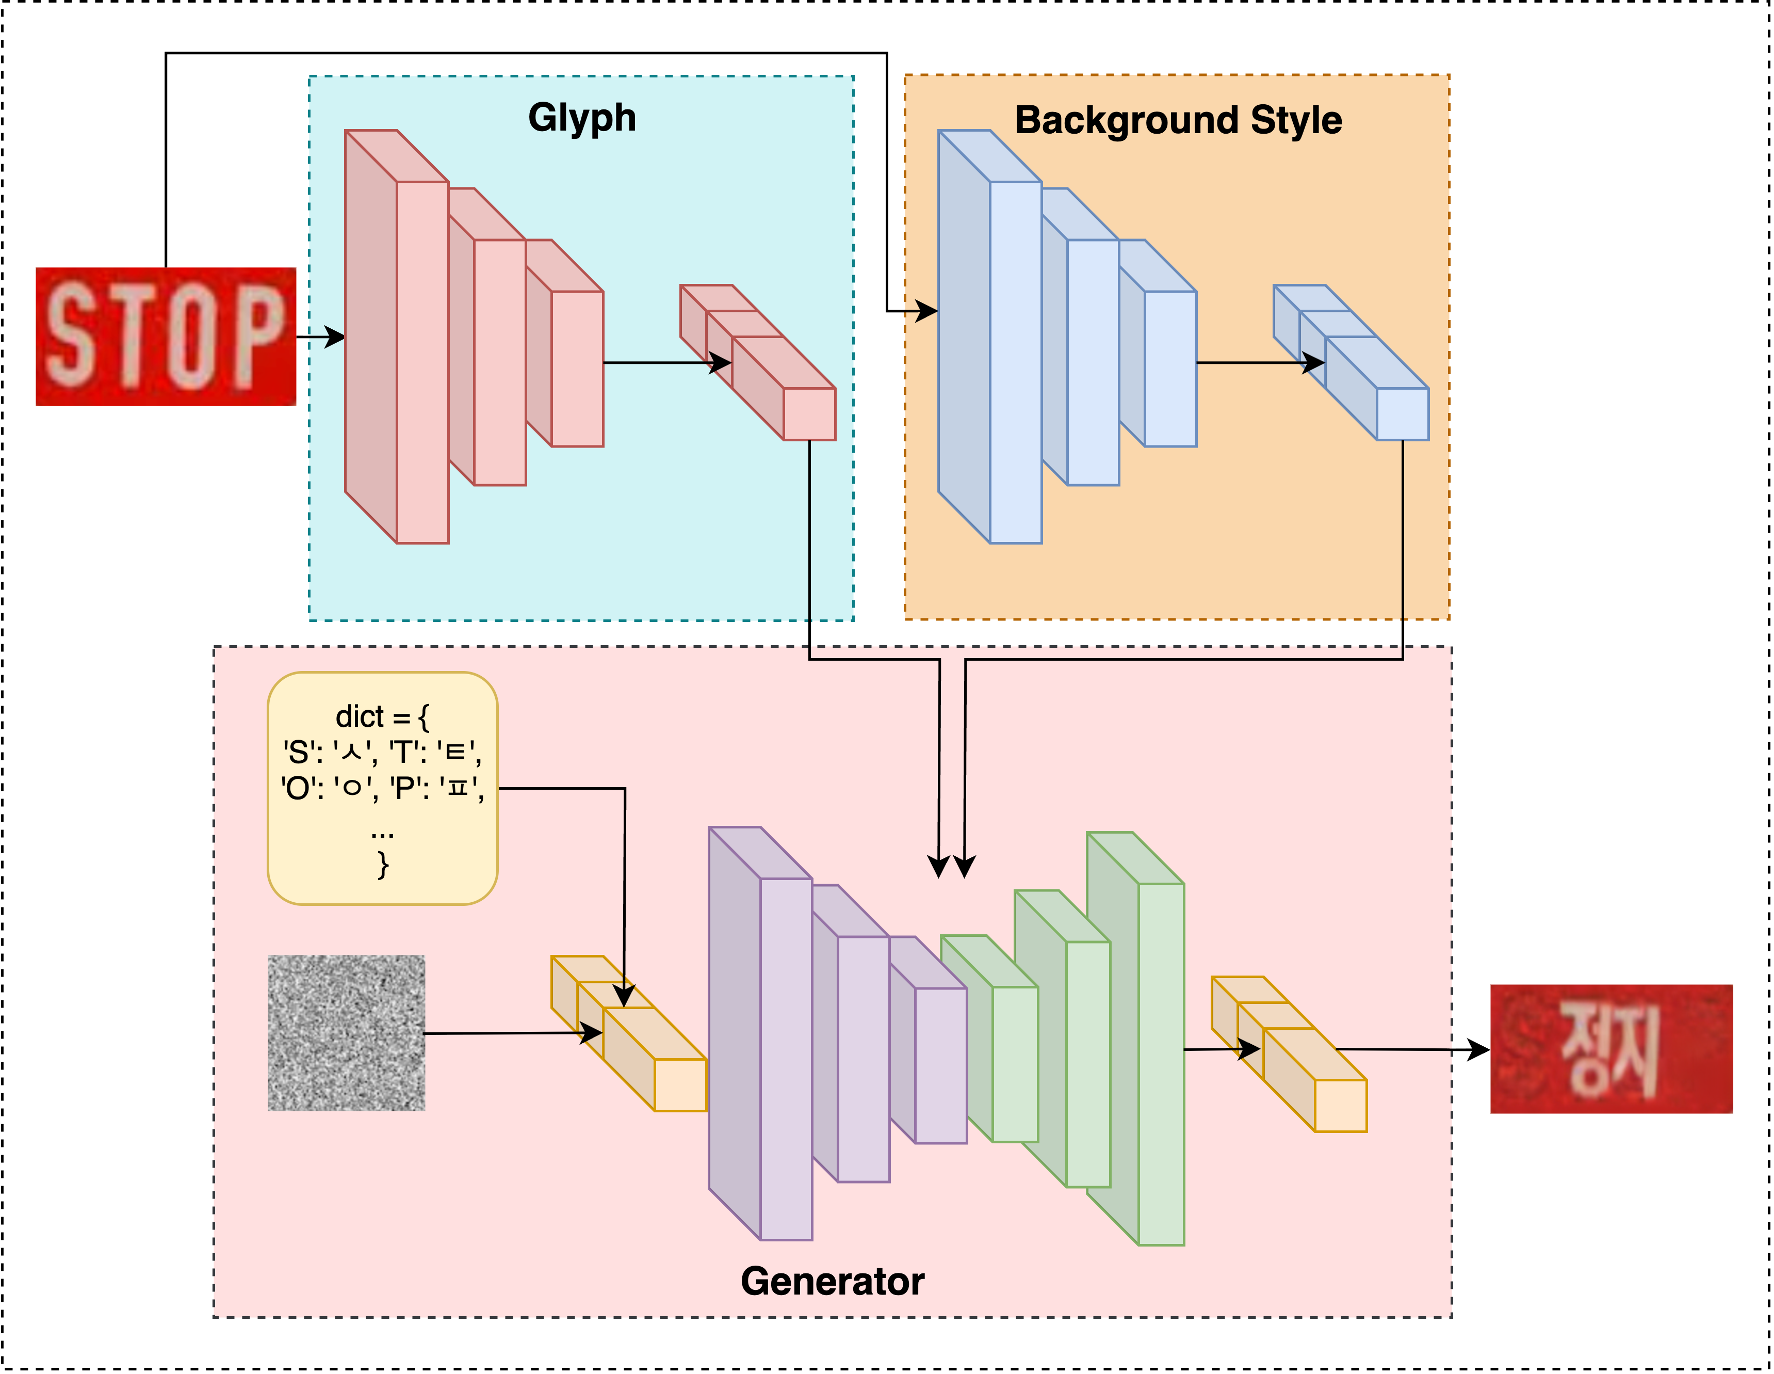 Glyph
Background Style
STOP
dict = {
'S': 'ㅅ', 'T': 'ㅌ',
'O': 'ㅇ', 'P': 'ㅍ',
...
}
정지
Generator